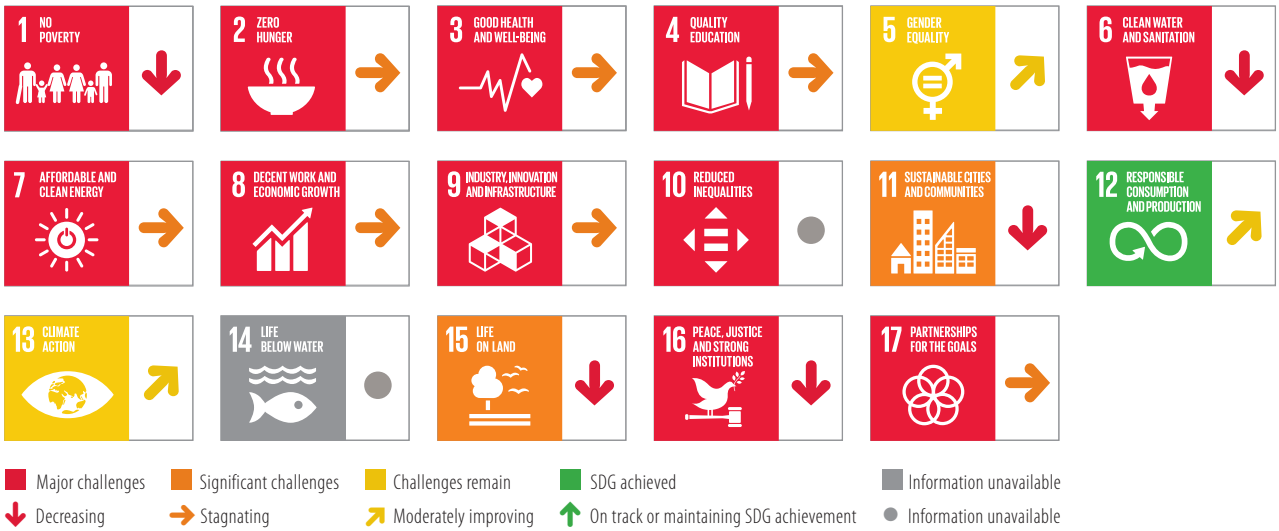 1 NO
POVERTY
2 ZERO
HUNGER
3 GOOD HEALTH
AND WELL-BEING
4 QUALITY
EDUCATION
5 GENDER
EQUALITY
6 CLEAN WATER
AND SANITATION
7 AFFORDABLE AND
CLEAN ENERGY
8 DECENT WORK AND
ECONOMIC GROWTH
9 INDUSTRY, INNOVATION
AND INFRASTRUCTURE
10 REDUCED
INEQUALITIES
11 SUSTAINABLE CITIES
AND COMMUNITIES
12 RESPONSIBLE
CONSUMPTION
AND PRODUCTION
13 CLIMATE
ACTION
14 LIFE
BELOW WATER
15 LIFE
ON LAND
16 PEACE, JUSTICE
AND STRONG
INSTITUTIONS
17 PARTNERSHIPS
FOR THE GOALS
Major challenges
Significant challenges
Challenges remain
SDG achieved
Information unavailable
Decreasing
Stagnating
Moderately improving
On track or maintaining SDG achievement
Information unavailable